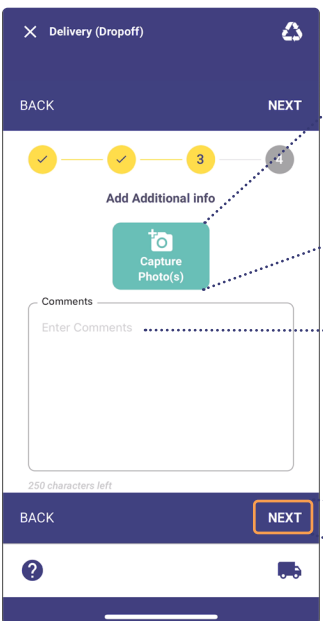 Delivery (Dropoff)
BACK NEXT
3 4
Add Additional info
Capture
Photo(s)
Comments
Enter Comments
250 characters left
BACK NEXT
?